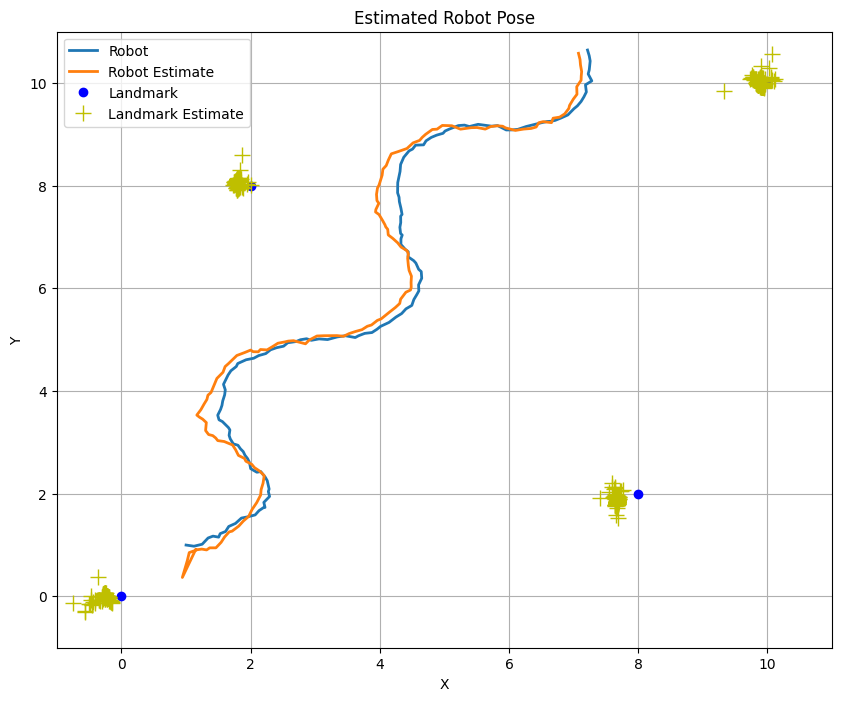 Estimated Robot Pose
Robot
Robot Estimate
Landmark
Landmark Estimate
Y
10
8
6
4
2
0
0 2 4 6 8 10
X